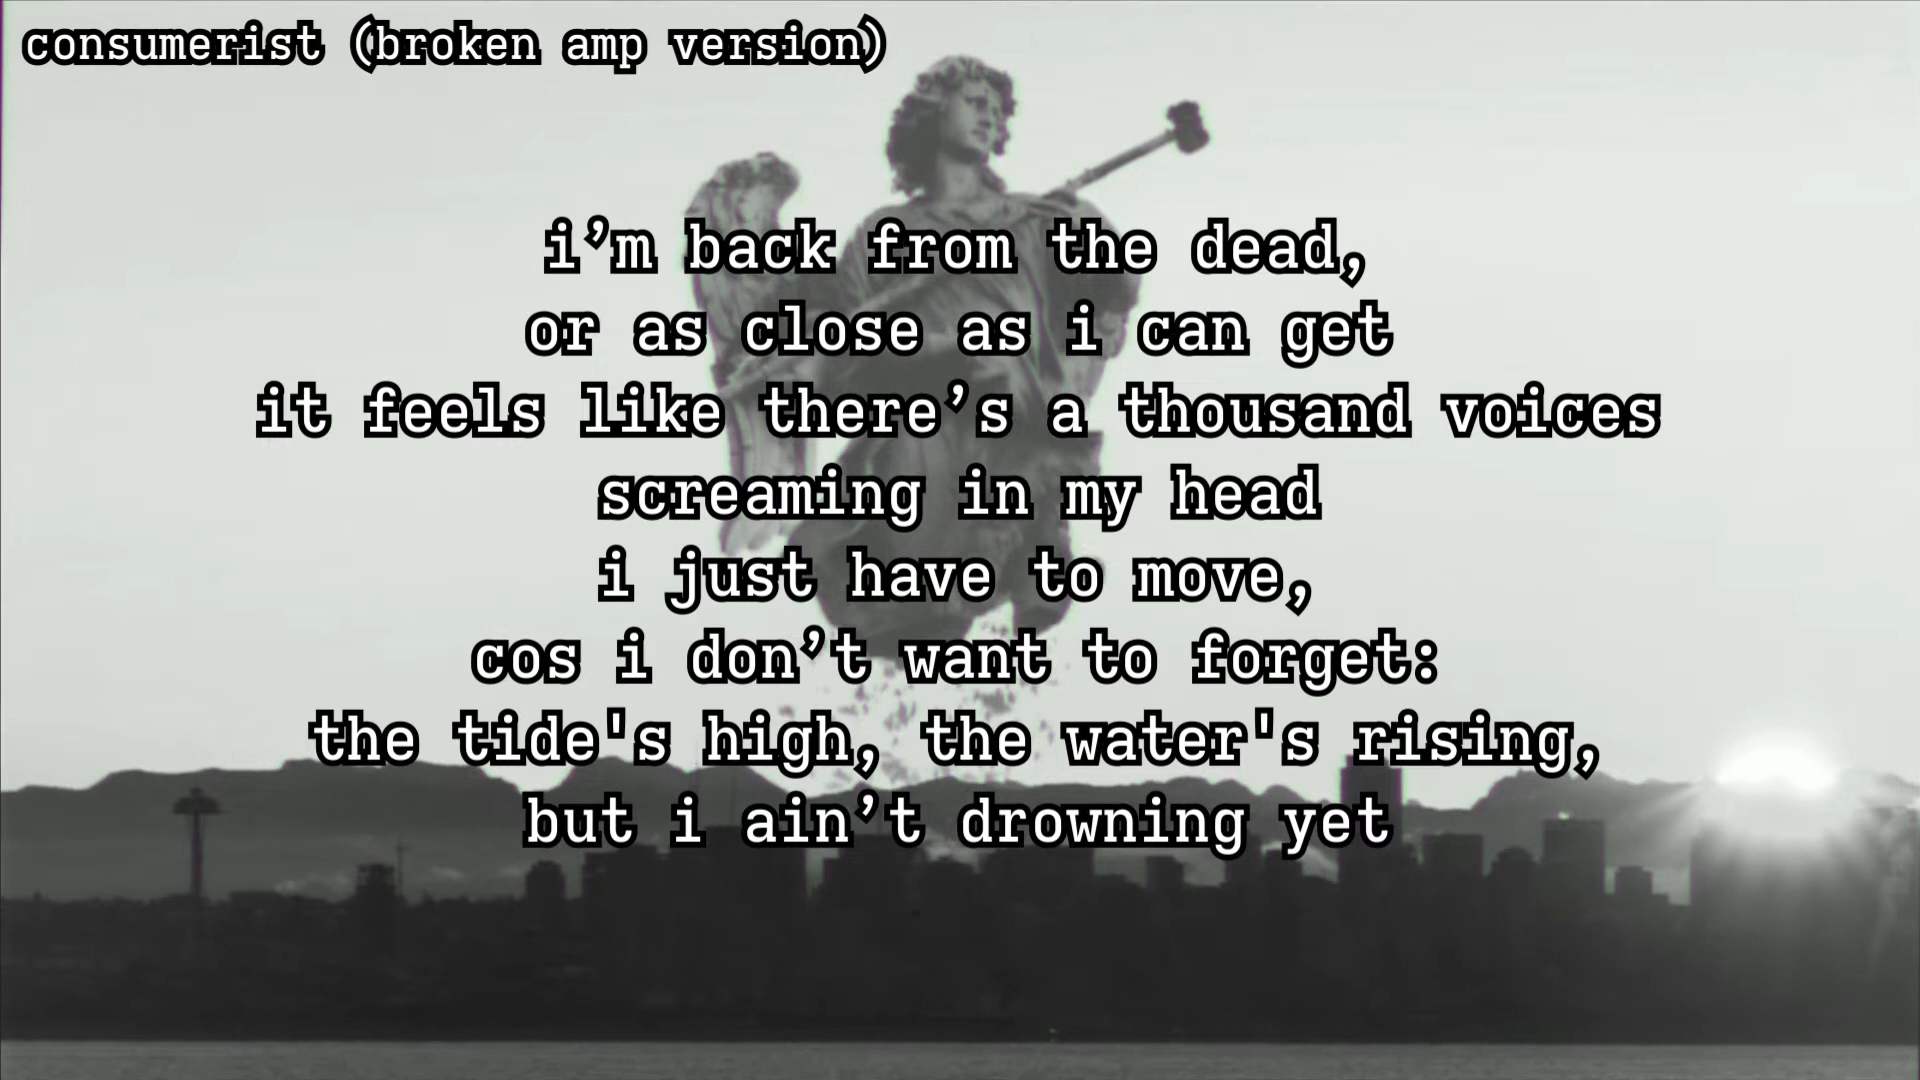 consumerist (broken amp version)
i’m back from the dead,
or as close as i can get
it feels like there’s a thousand voices
screaming in my head
i just have to move,
cos i don’t want to forget:
the tide's high, the water's rising,
but i ain’t drowning yet